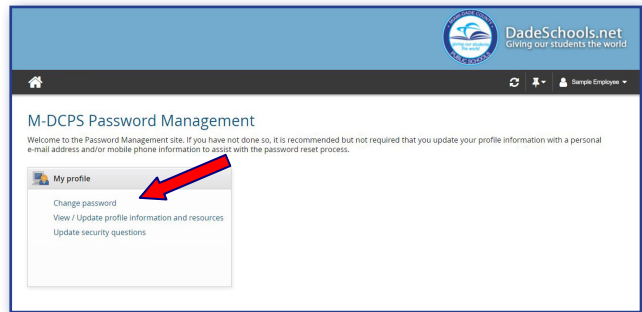 DadeSchools.net
Giving our students the world
Sample Employee
M-DCPS Password Management
Welcome to the Password Management site. If you have not done so, it is recommended but not required that you update your profile information with a personal
e-mail address and/or mobile phone information to assist with the password reset process.
My profile
Change password
View / Update profile information and resources
Update security questions